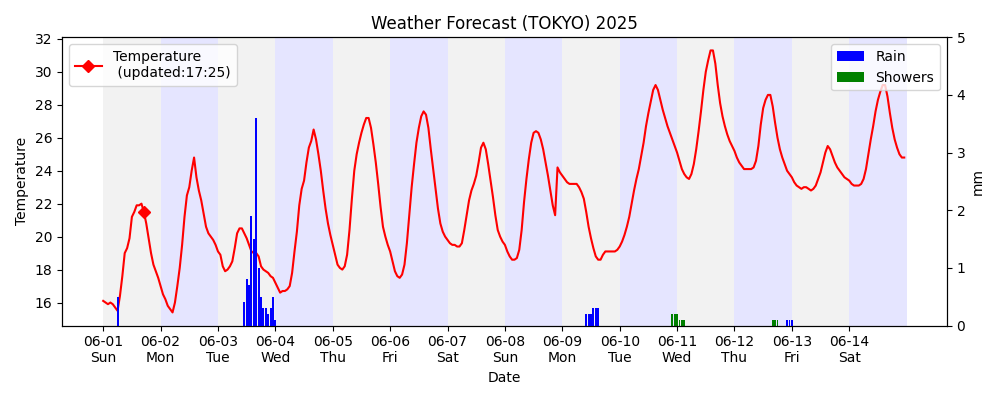 Weather Forecast (TOKYO) 2025
Temperature
(updated:17:25)
Rain
Showers
Temperature
32
30
28
26
24
22
20
18
16
5
4
3
2
1
0
mm
06-01 06-02 06-03 06-04 06-05 06-06 06-07 06-08 06-09 06-10 06-11 06-12 06-13 06-14
Sun Mon Tue Wed Thu Fri Sat Sun Mon Tue Wed Thu Fri Sat
Date